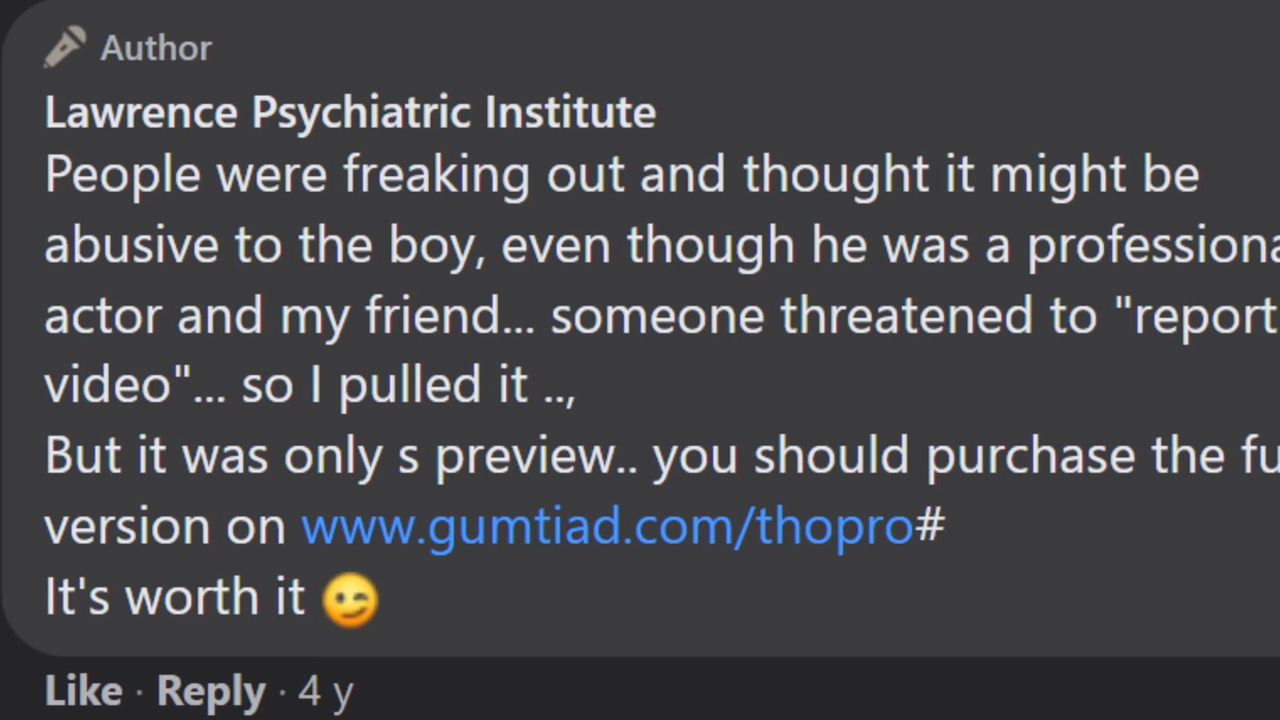 Author
Lawrence Psychiatric Institute
People were freaking out and thought it might be
abusive to the boy, even though he was a professiona
actor and my friend... someone threatened to "report
video"... so I pulled it ..,
But it was only s preview.. you should purchase the fu
version on www.gumtiad.com/thopro#
It's worth it 😉
Like · Reply · 4 y